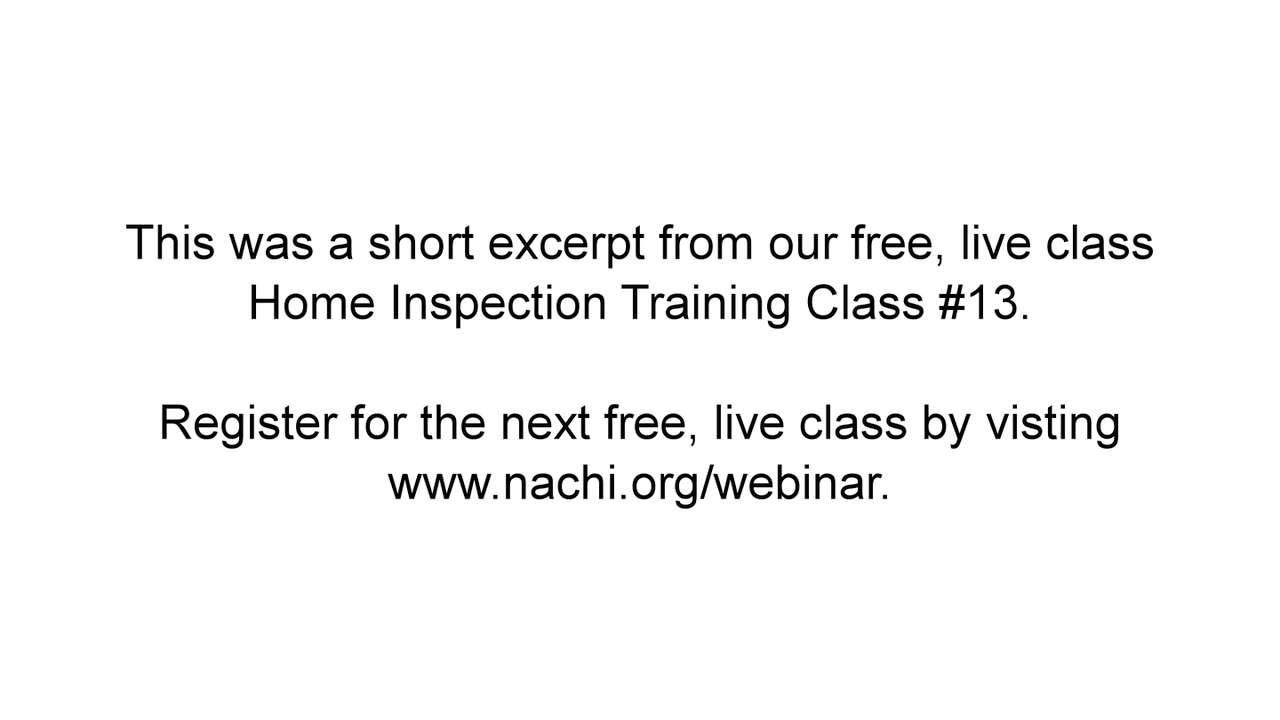 This was a short excerpt from our free, live class
Home Inspection Training Class #13.
Register for the next free, live class by visting
www.nachi.org/webinar.